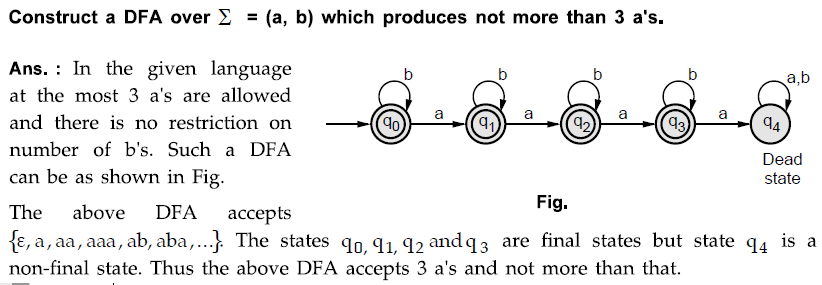 Construct a DFA over Σ = (a, b) which produces not more than 3 a's.
Ans. : In the given language
at the most 3 a's are allowed
and there is no restriction on
number of b's. Such a DFA
can be as shown in Fig.
b b b b a,b
q0 a q1 a q2 a q3 a q4
Dead
state
Fig.
The above DFA accepts
{ε, a, aa, aaa, ab, aba,...}. The states q0, q1, q2 and q3 are final states but state q4 is a
non-final state. Thus the above DFA accepts 3 a's and not more than that.